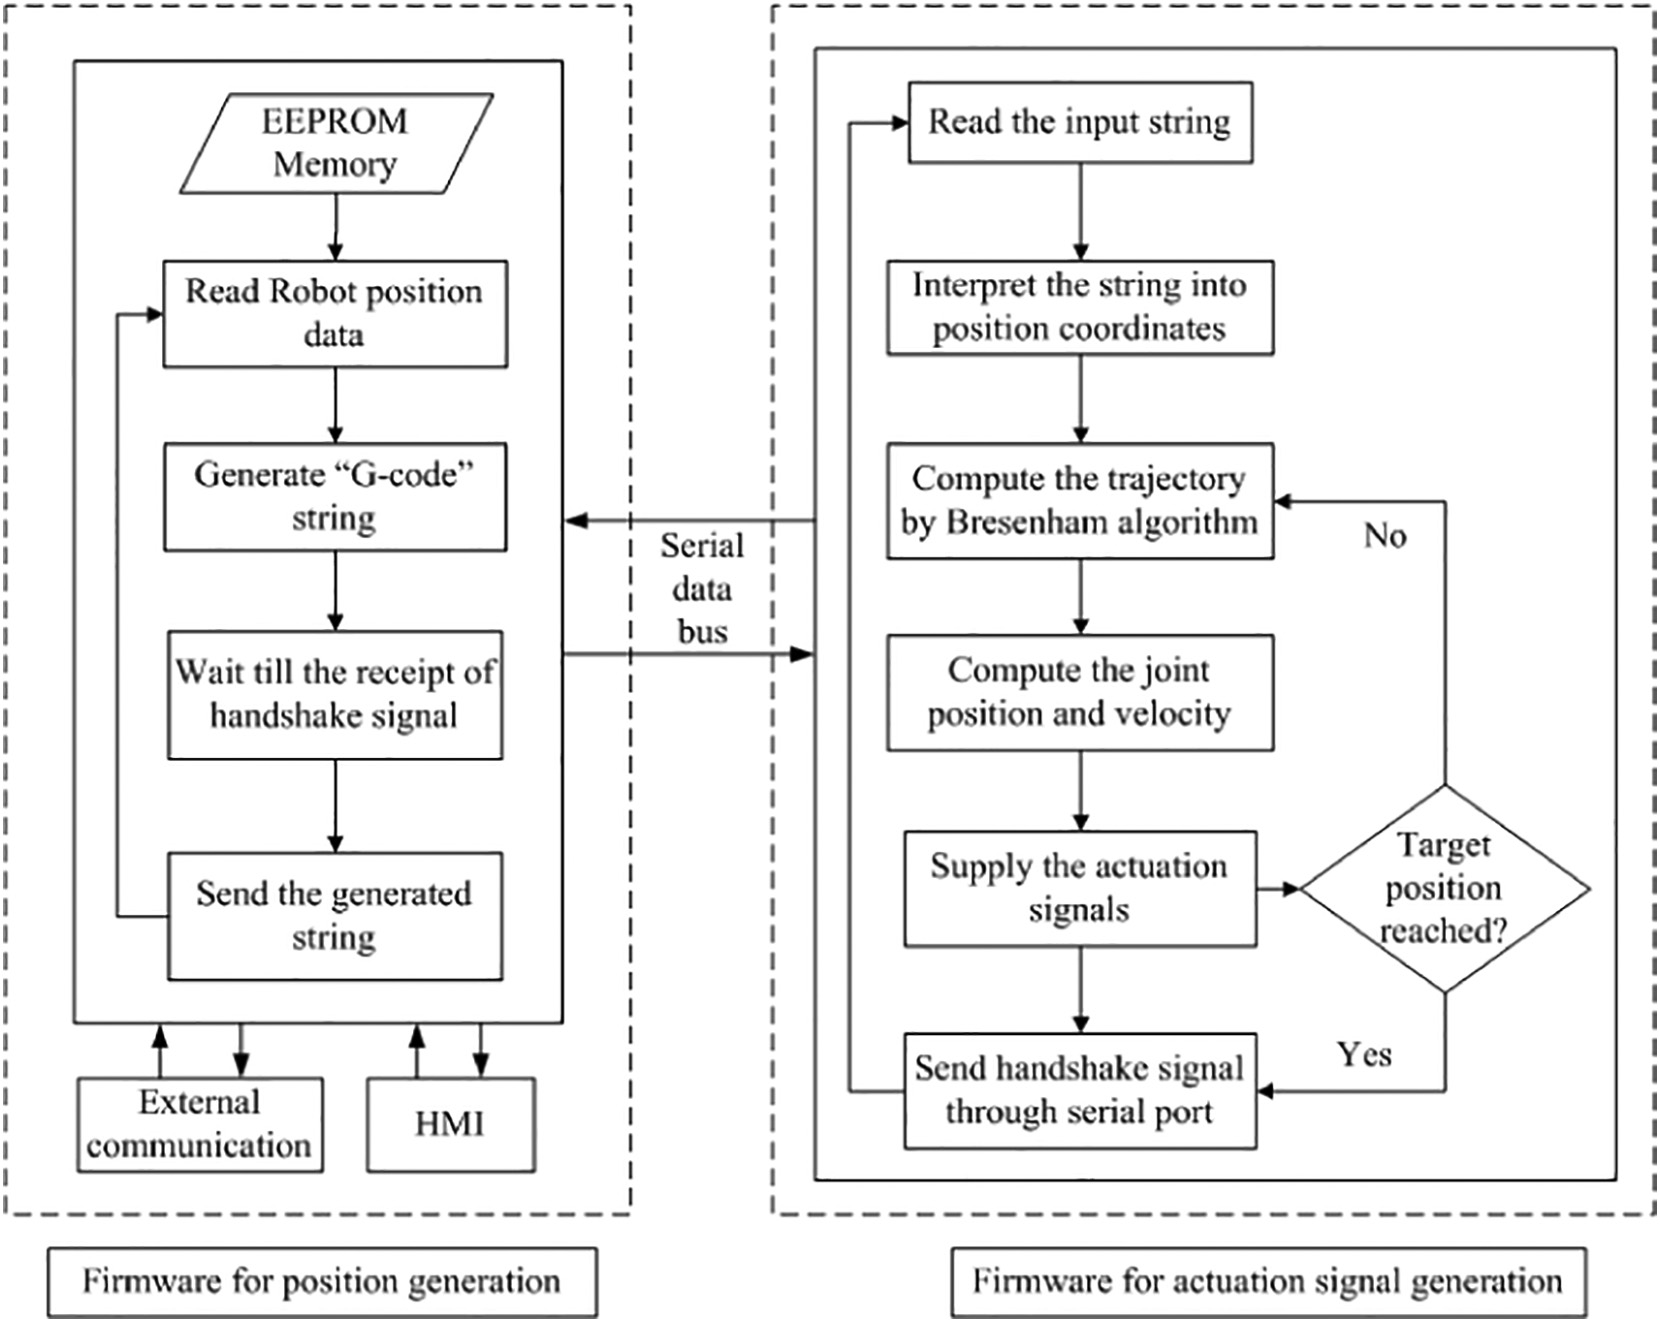 EEPROM
Memory
Read Robot position
data
Generate “G-code”
string
Wait till the receipt of
handshake signal
Send the generated
string
External
communication
HMI
Firmware for position generation
Serial
data
bus
Read the input string
Interpret the string into
position coordinates
Compute the trajectory
by Bresenham algorithm
No
Compute the joint
position and velocity
Supply the actuation
signals
Target
position
reached?
Yes
Send handshake signal
through serial port
Firmware for actuation signal generation